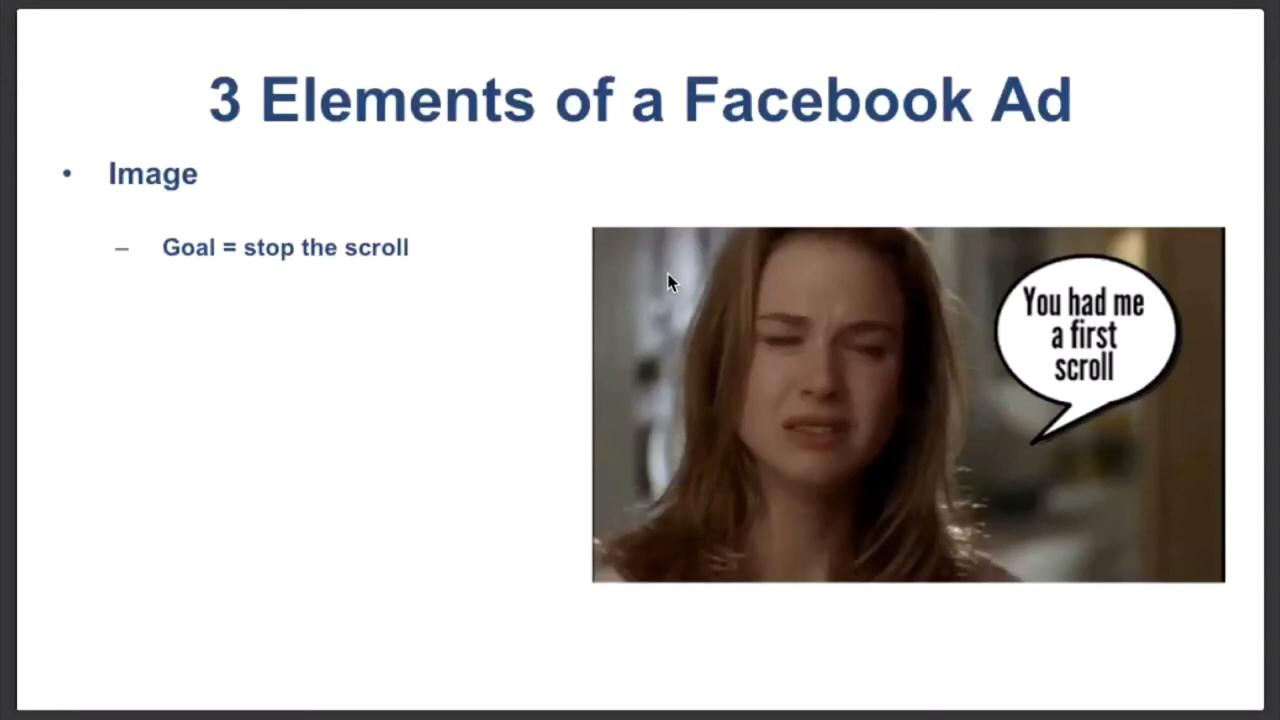 3 Elements of a Facebook Ad
• Image
– Goal = stop the scroll
You had me
a first
scroll